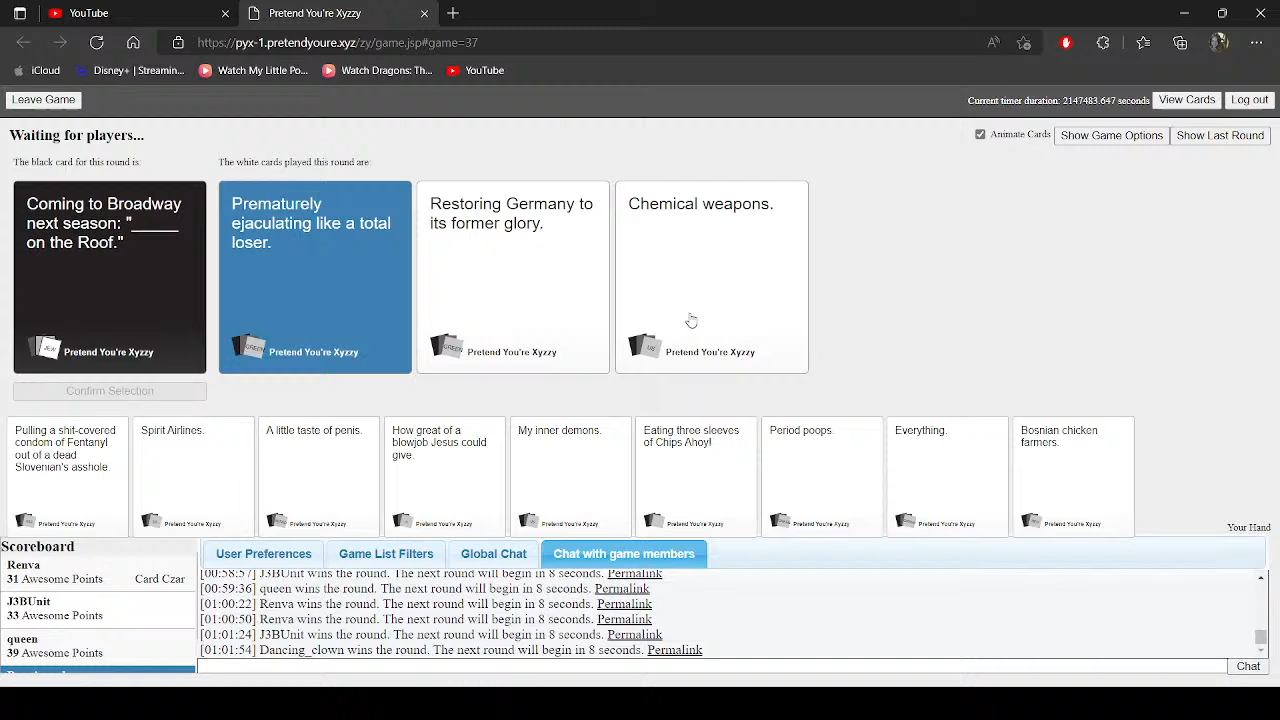 YouTube
Pretend You're Xyzzy
https://pyx-1.pretendyoure.xyz/zy/game.jsp#game=37
iCloud
Disney+ | Streamin...
Watch My Little Po...
Watch Dragons: Th...
YouTube
Leave Game
Current timer duration: 2147483.647 seconds
View Cards
Log out
Waiting for players...
Animate Cards
Show Game Options
Show Last Round
The black card for this round is:
The white cards played this round are:
Coming to Broadway
next season: "_____
on the Roof."
JEW
Pretend You're Xyzzy
Prematurely
ejaculating like a total
loser.
GREEN
Pretend You're Xyzzy
Restoring Germany to
its former glory.
GREEN
Pretend You're Xyzzy
Chemical weapons.
UE
Pretend You're Xyzzy
Confirm Selection
Pulling a shit-covered
condom of Fentanyl
out of a dead
Slovenian's asshole.
Pretend You're Xyzzy
Spirit Airlines.
Pretend You're Xyzzy
A little taste of penis.
Pretend You're Xyzzy
How great of a
blowjob Jesus could
give.
Pretend You're Xyzzy
My inner demons.
Pretend You're Xyzzy
Eating three sleeves
of Chips Ahoy!
Pretend You're Xyzzy
Period poops.
Pretend You're Xyzzy
Everything.
Pretend You're Xyzzy
Bosnian chicken
farmers.
Pretend You're Xyzzy
Your Hand
Scoreboard
Renva
31 Awesome Points
Card Czar
J3BUnit
33 Awesome Points
queen
39 Awesome Points
User Preferences
Game List Filters
Global Chat
Chat with game members
[00:58:57] J3BUnit wins the round. The next round will begin in 8 seconds. Permalink
[00:59:36] queen wins the round. The next round will begin in 8 seconds. Permalink
[01:00:22] Renva wins the round. The next round will begin in 8 seconds. Permalink
[01:00:50] Renva wins the round. The next round will begin in 8 seconds. Permalink
[01:01:24] J3BUnit wins the round. The next round will begin in 8 seconds. Permalink
[01:01:54] Dancing_clown wins the round. The next round will begin in 8 seconds. Permalink
Chat